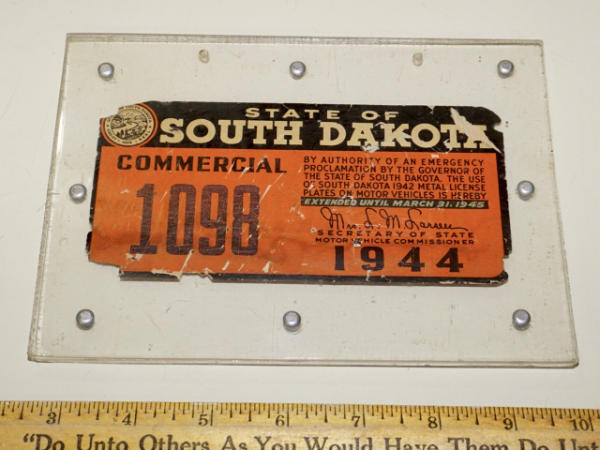 STATE OF
SOUTH DAKOTA
COMMERCIAL
1098
BY AUTHORITY OF AN EMERGENCY
PROCLAMATION BY THE GOVERNOR OF
THE STATE OF SOUTH DAKOTA. THE USE
OF SOUTH DAKOTA 1942 METAL LICENSE
PLATES ON MOTOR VEHICLES IS HEREBY
EXTENDED UNTIL MARCH 31, 1945
Mrs. L. M. Larsen
SECRETARY OF STATE
MOTOR VEHICLE COMMISSIONER
1944
3 4 5 6 7 8 9 10
"Do Unto Others As You Would Have Them Do Unt